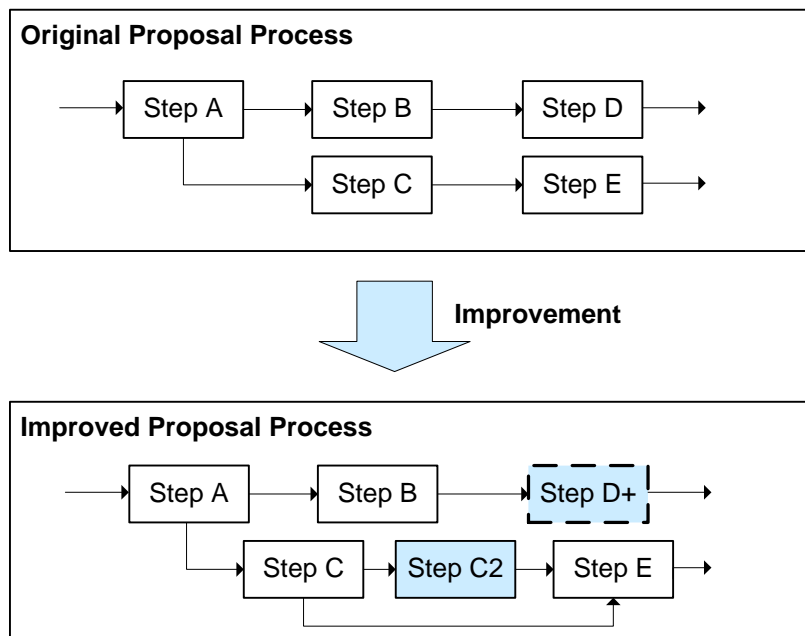 Original Proposal Process
Step A
Step B
Step D
Step C
Step E
Improvement
Improved Proposal Process
Step A
Step B
Step D+
Step C
Step C2
Step E